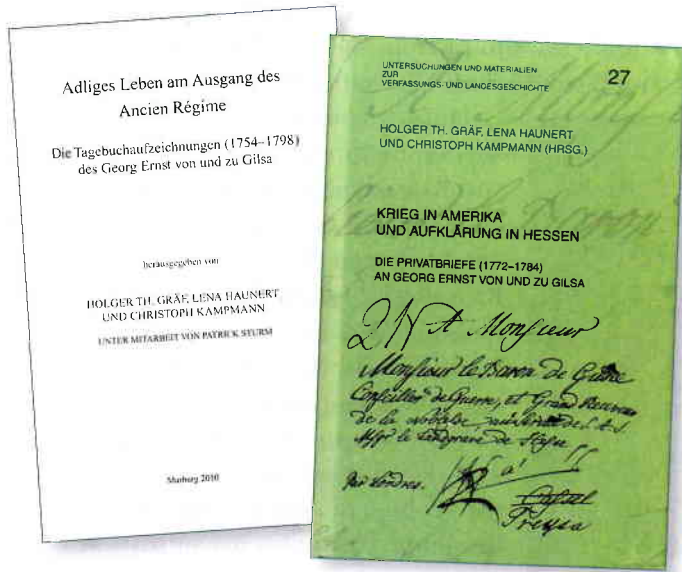 Adliges Leben am Ausgang des
Ancien Régime
Die Tagebuchaufzeichnungen (1754–1798)
des Georg Ernst von und zu Gilsa
herausgegeben von
HOLGER TH. GRÄF, LENA HAUNERT
UND CHRISTOPH KAMPMANN
UNTER MITARBEIT VON PATRICK STURM
Marburg 2010
UNTERSUCHUNGEN UND MATERIALIEN
ZUR
VERFASSUNGS- UND LANDESGESCHICHTE
27
HOLGER TH. GRÄF, LENA HAUNERT
UND CHRISTOPH KAMPMANN (HRSG.)
KRIEG IN AMERIKA
UND AUFKLÄRUNG IN HESSEN
DIE PRIVATBRIEFE (1772–1784)
AN GEORG ERNST VON UND ZU GILSA
A Monsieur
Monsieur le Baron de
Conseiller de Guerre, et Grand
de la noblesse, de S. A. S.
Msgr le Landgrave de
à
Par Londres.
Cassel
Treysa